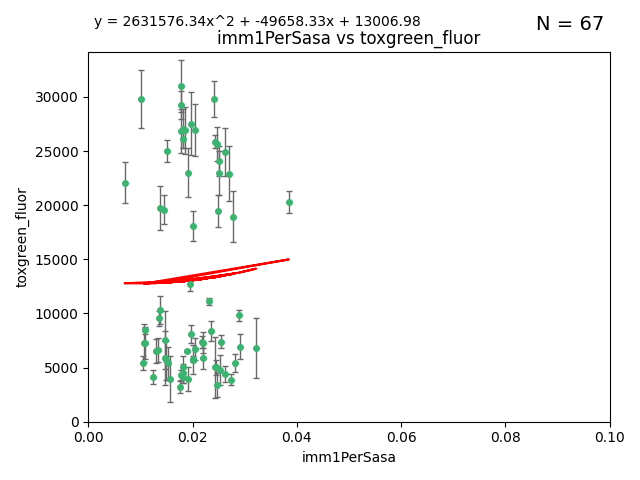 y = 2631576.34x^2 + -49658.33x + 13006.98
N = 67
imm1PerSasa vs toxgreen_fluor
30000
25000
20000
15000
10000
5000
0
toxgreen_fluor
0.00 0.02 0.04 0.06 0.08 0.10
imm1PerSasa